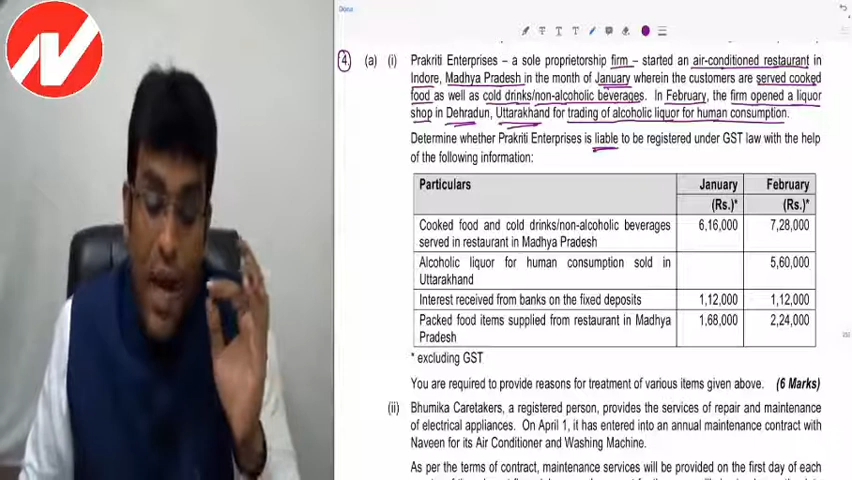 4 (a) (i) Prakriti Enterprises – a sole proprietorship firm – started an air-conditioned restaurant in
Indore, Madhya Pradesh in the month of January wherein the customers are served cooked
food as well as cold drinks/non-alcoholic beverages. In February, the firm opened a liquor
shop in Dehradun, Uttarakhand for trading of alcoholic liquor for human consumption.
Determine whether Prakriti Enterprises is liable to be registered under GST law with the help
of the following information:
Particulars January February
(Rs.)* (Rs.)*
Cooked food and cold drinks/non-alcoholic beverages 6,16,000 7,28,000
served in restaurant in Madhya Pradesh
Alcoholic liquor for human consumption sold in 5,60,000
Uttarakhand
Interest received from banks on the fixed deposits 1,12,000 1,12,000
Packed food items supplied from restaurant in Madhya 1,68,000 2,24,000
Pradesh
* excluding GST
You are required to provide reasons for treatment of various items given above. (6 Marks)
(ii) Bhumika Caretakers, a registered person, provides the services of repair and maintenance
of electrical appliances. On April 1, it has entered into an annual maintenance contract with
Naveen for its Air Conditioner and Washing Machine.
As per the terms of contract, maintenance services will be provided on the first day of each